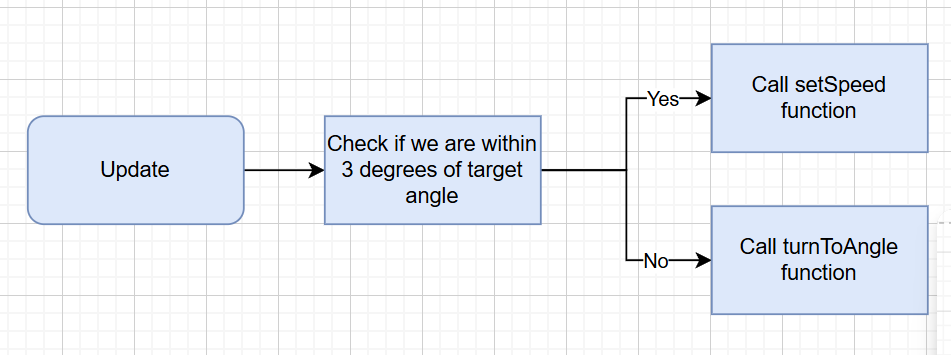 Update
Check if we are within
3 degrees of target
angle
Yes
Call setSpeed
function
No
Call turnToAngle
function